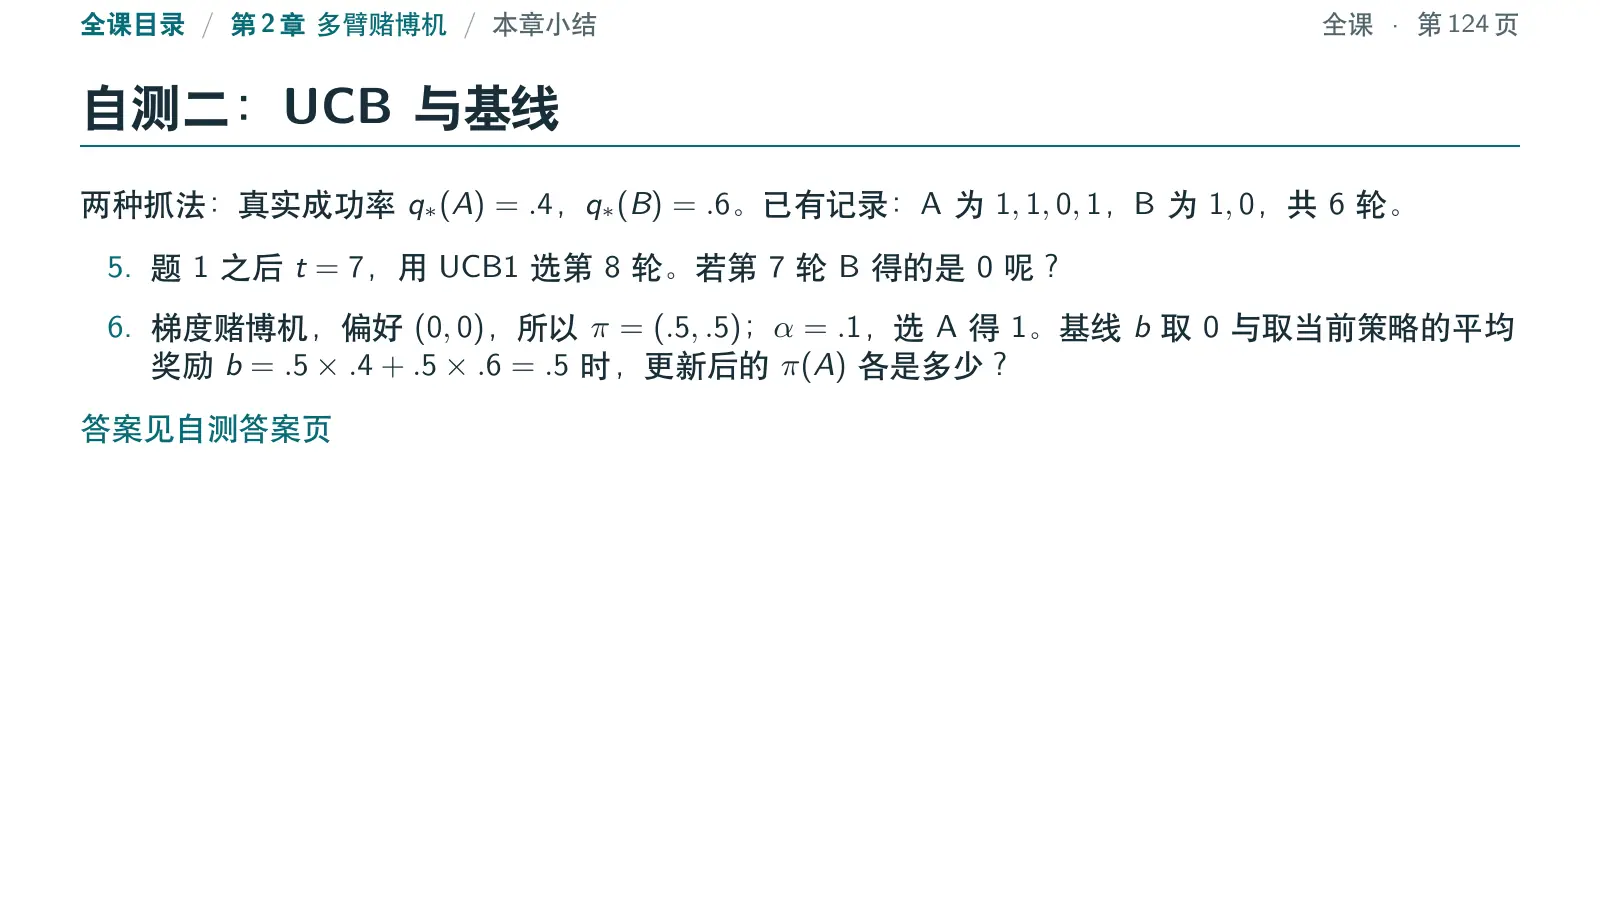 全课目录 / 第 2 章 多臂赌博机 / 本章小结
全课 · 第 124 页
自测二：UCB 与基线
两种抓法：真实成功率 q∗(A) = .4，q∗(B) = .6。已有记录：A 为 1, 1, 0, 1，B 为 1, 0，共 6 轮。
5. 题 1 之后 t = 7，用 UCB1 选第 8 轮。若第 7 轮 B 得的是 0 呢？
6. 梯度赌博机，偏好 (0, 0)，所以 π = (.5, .5)；α = .1，选 A 得 1。基线 b 取 0 与取当前策略的平均
奖励 b = .5 × .4 + .5 × .6 = .5 时，更新后的 π(A) 各是多少？
答案见自测答案页